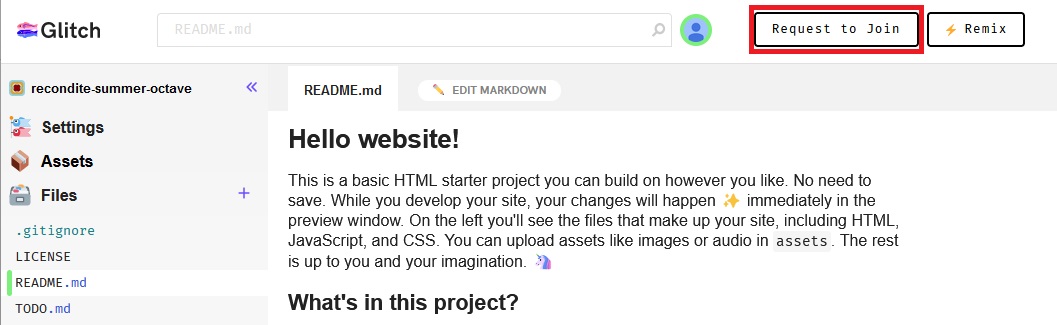 Glitch
README.md
Request to Join
Remix
recondite-summer-octave
README.md
EDIT MARKDOWN
Settings
Assets
Files
.gitignore
LICENSE
README.md
TODO.md
Hello website!
This is a basic HTML starter project you can build on however you like. No need to
save. While you develop your site, your changes will happen ✨ immediately in the
preview window. On the left you'll see the files that make up your site, including HTML,
JavaScript, and CSS. You can upload assets like images or audio in assets. The rest
is up to you and your imagination. 🦄
What's in this project?